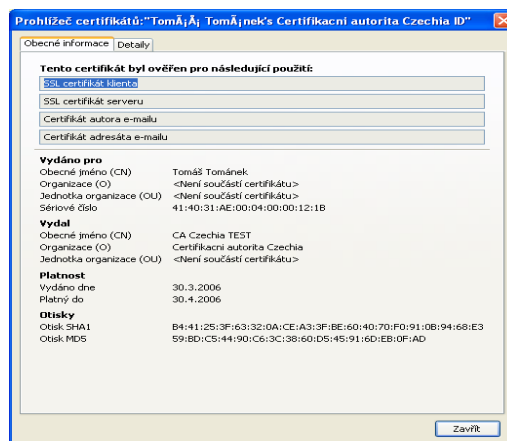 Prohlížeč certifikátů:"TomÃ¡Å¡ TomÃ¡nek's Certifikacni autorita Czechia ID"
Obecné informace Detaily
Tento certifikát byl ověřen pro následující použití:
SSL certifikát klienta
SSL certifikát serveru
Certifikát autora e-mailu
Certifikát adresáta e-mailu
Vydáno pro
Obecné jméno (CN) Tomáš Tománek
Organizace (O) <Není součástí certifikátu>
Jednotka organizace (OU) <Není součástí certifikátu>
Sériové číslo 41:40:31:AE:00:04:00:00:12:1B
Vydal
Obecné jméno (CN) CA Czechia TEST
Organizace (O) Certifikacni autorita Czechia
Jednotka organizace (OU) <Není součástí certifikátu>
Platnost
Vydáno dne 30.3.2006
Platný do 30.4.2006
Otisky
Otisk SHA1 B4:41:25:3F:63:32:0A:CE:A3:3F:BE:60:40:70:F0:91:0B:94:68:E3
Otisk MD5 59:BD:C5:44:90:C6:3C:38:60:D5:45:91:6D:EB:0F:AD
Zavřít